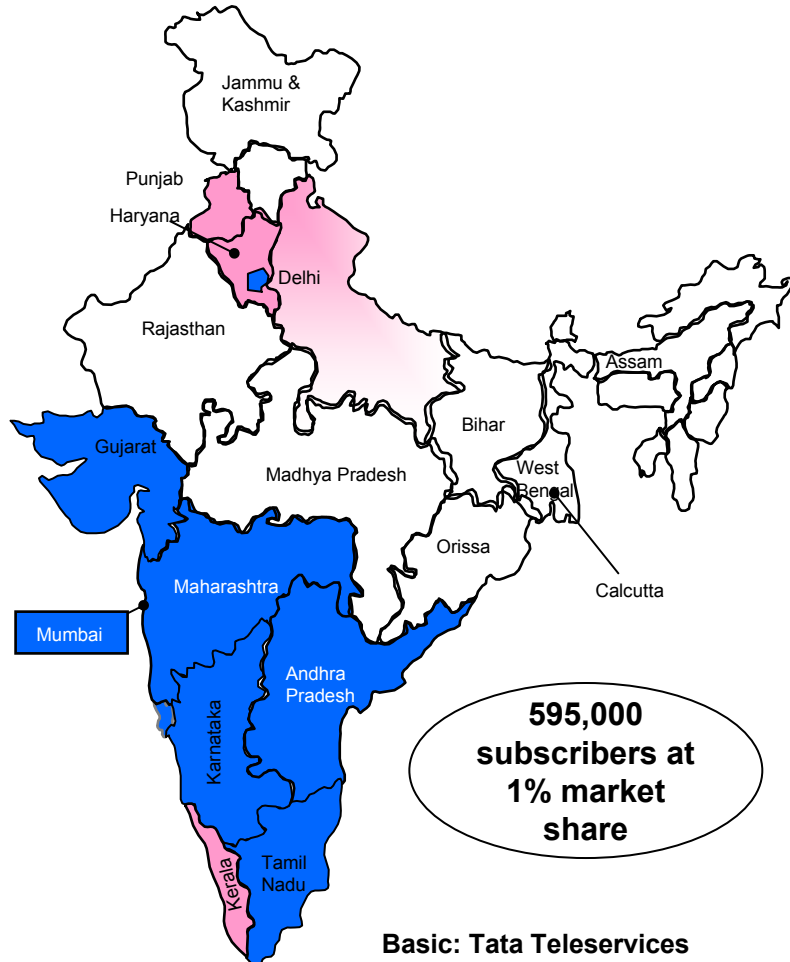 Jammu &
Kashmir
Punjab
Haryana
Delhi
Rajasthan
Assam
Bihar
Gujarat
West
Bengal
Madhya Pradesh
Orissa
Maharashtra
Calcutta
Mumbai
Andhra
Pradesh
Karnataka
595,000
subscribers at
1% market
share
Tamil
Nadu
Kerala
Basic: Tata Teleservices